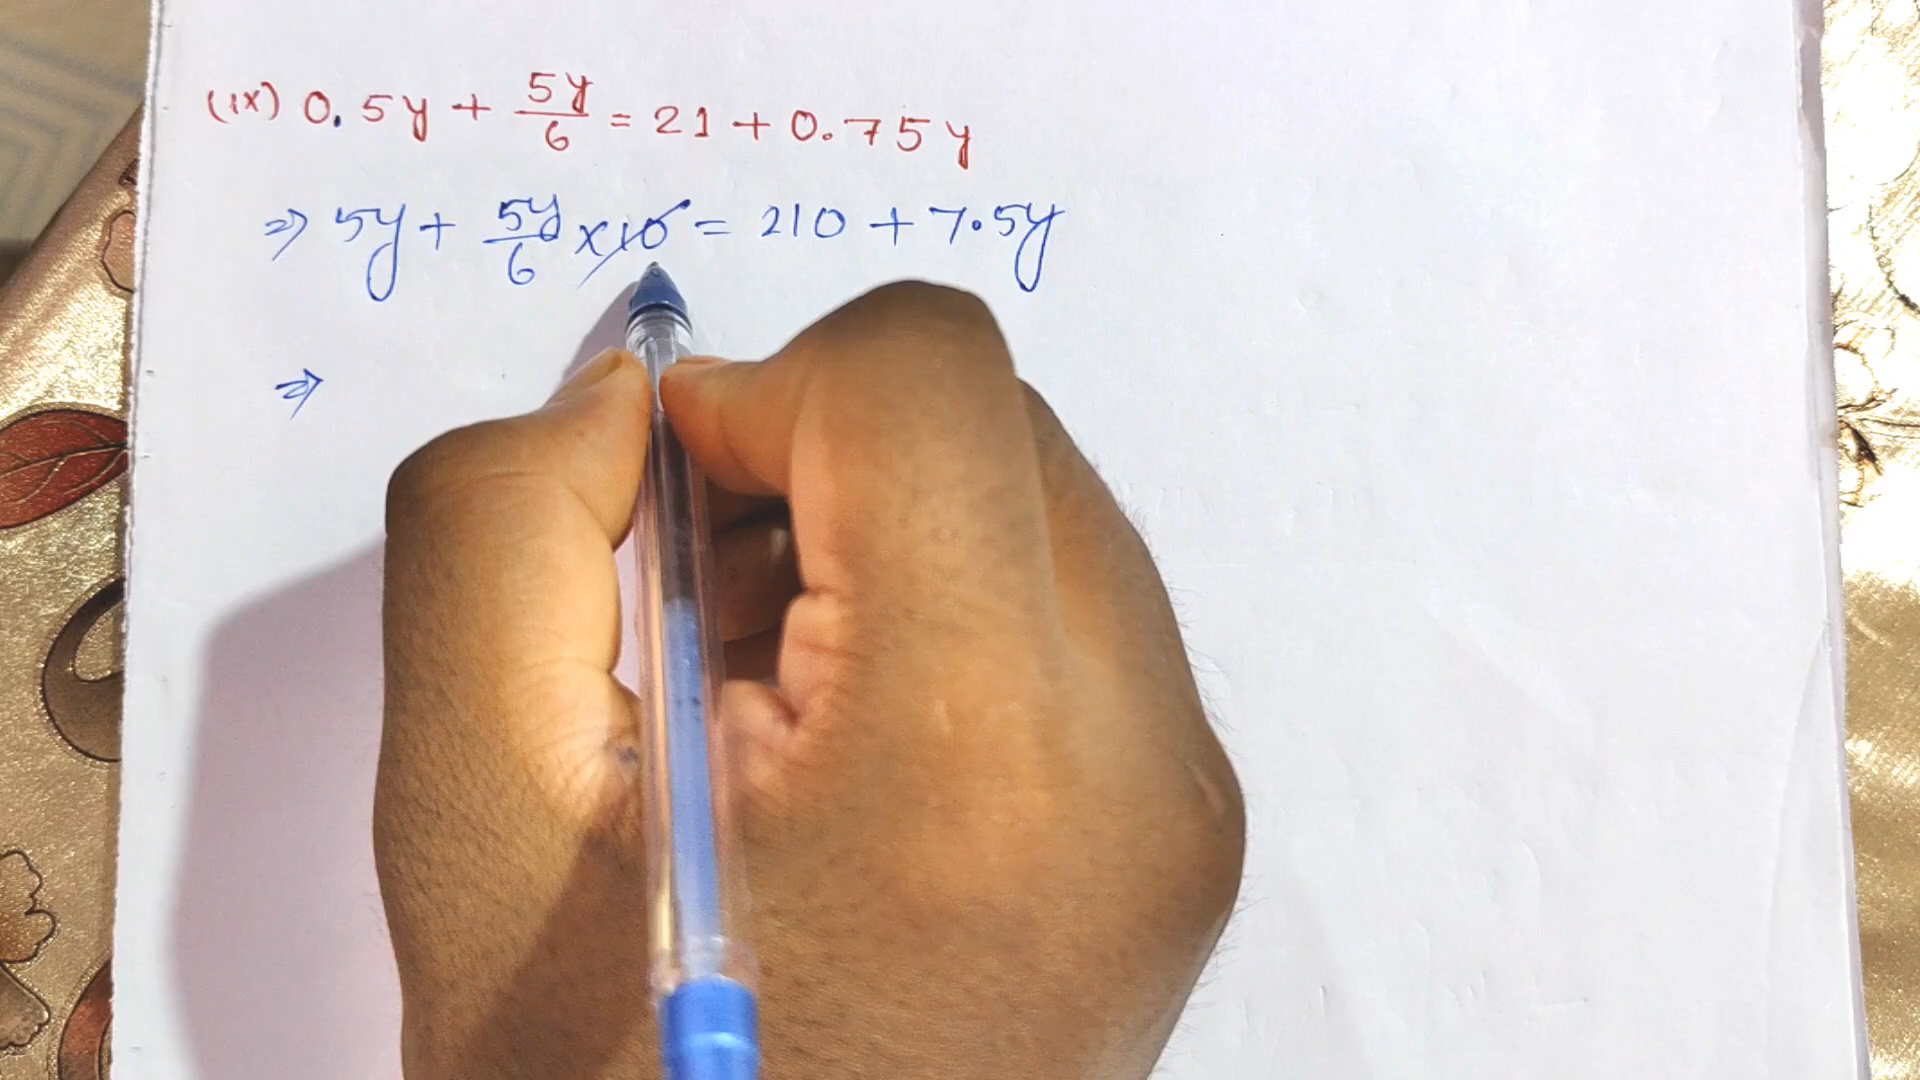 (ix) 0.5y + 5y/6 = 21 + 0.75y
⇒ 5y + 5y/6 × 10 = 210 + 7.5y
⇒